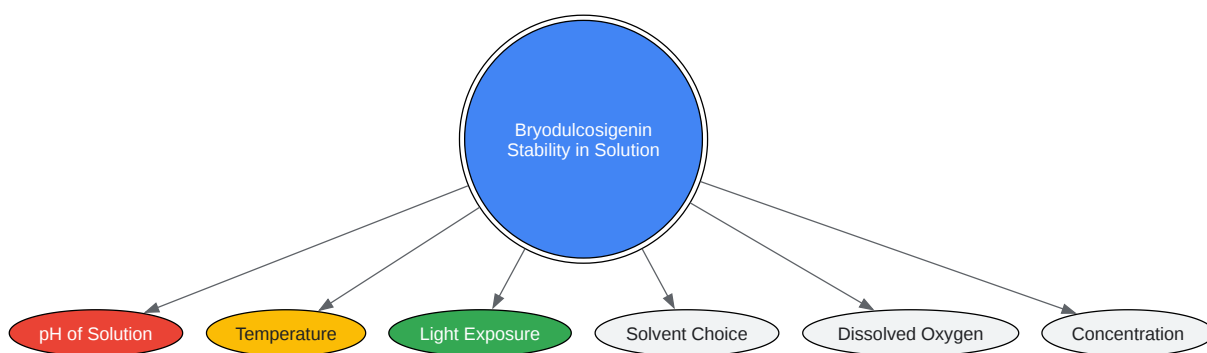 Bryodulcosigenin
Stability in Solution
pH of Solution
Temperature
Light Exposure
Solvent Choice
Dissolved Oxygen
Concentration